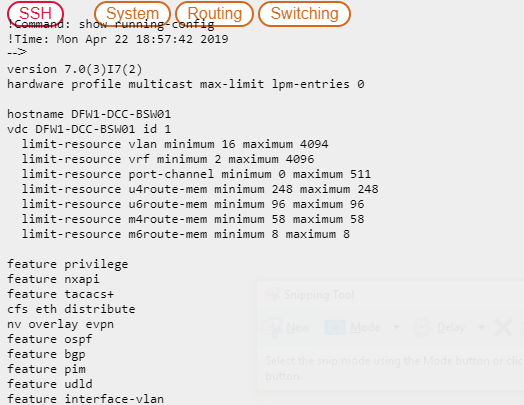 SSH System Routing Switching
!Command: show running-config
!Time: Mon Apr 22 18:57:42 2019
-->
version 7.0(3)I7(2)
hardware profile multicast max-limit lpm-entries 0
hostname DFW1-DCC-BSW01
vdc DFW1-DCC-BSW01 id 1
limit-resource vlan minimum 16 maximum 4094
limit-resource vrf minimum 2 maximum 4096
limit-resource port-channel minimum 0 maximum 511
limit-resource u4route-mem minimum 248 maximum 248
limit-resource u6route-mem minimum 96 maximum 96
limit-resource m4route-mem minimum 58 maximum 58
limit-resource m6route-mem minimum 8 maximum 8
feature privilege
feature nxapi
feature tacacs+
cfs eth distribute
nv overlay evpn
feature ospf
feature bgp
feature pim
feature udld
feature interface-vlan
Snipping Tool
New Mode Delay
Select the snip mode using the Mode button or clic
button.